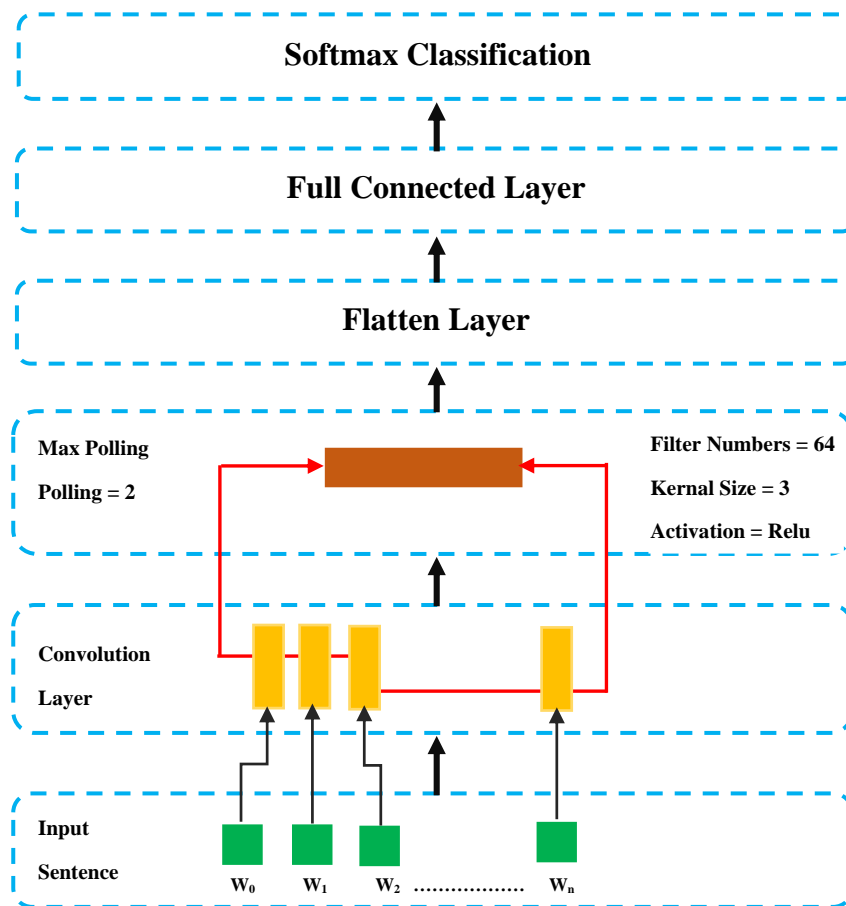 Softmax Classification
Full Connected Layer
Flatten Layer
Max Polling
Polling = 2
Filter Numbers = 64
Kernal Size = 3
Activation = Relu
Convolution
Layer
Input
Sentence
W₀ W₁ W₂ .................... Wₙ